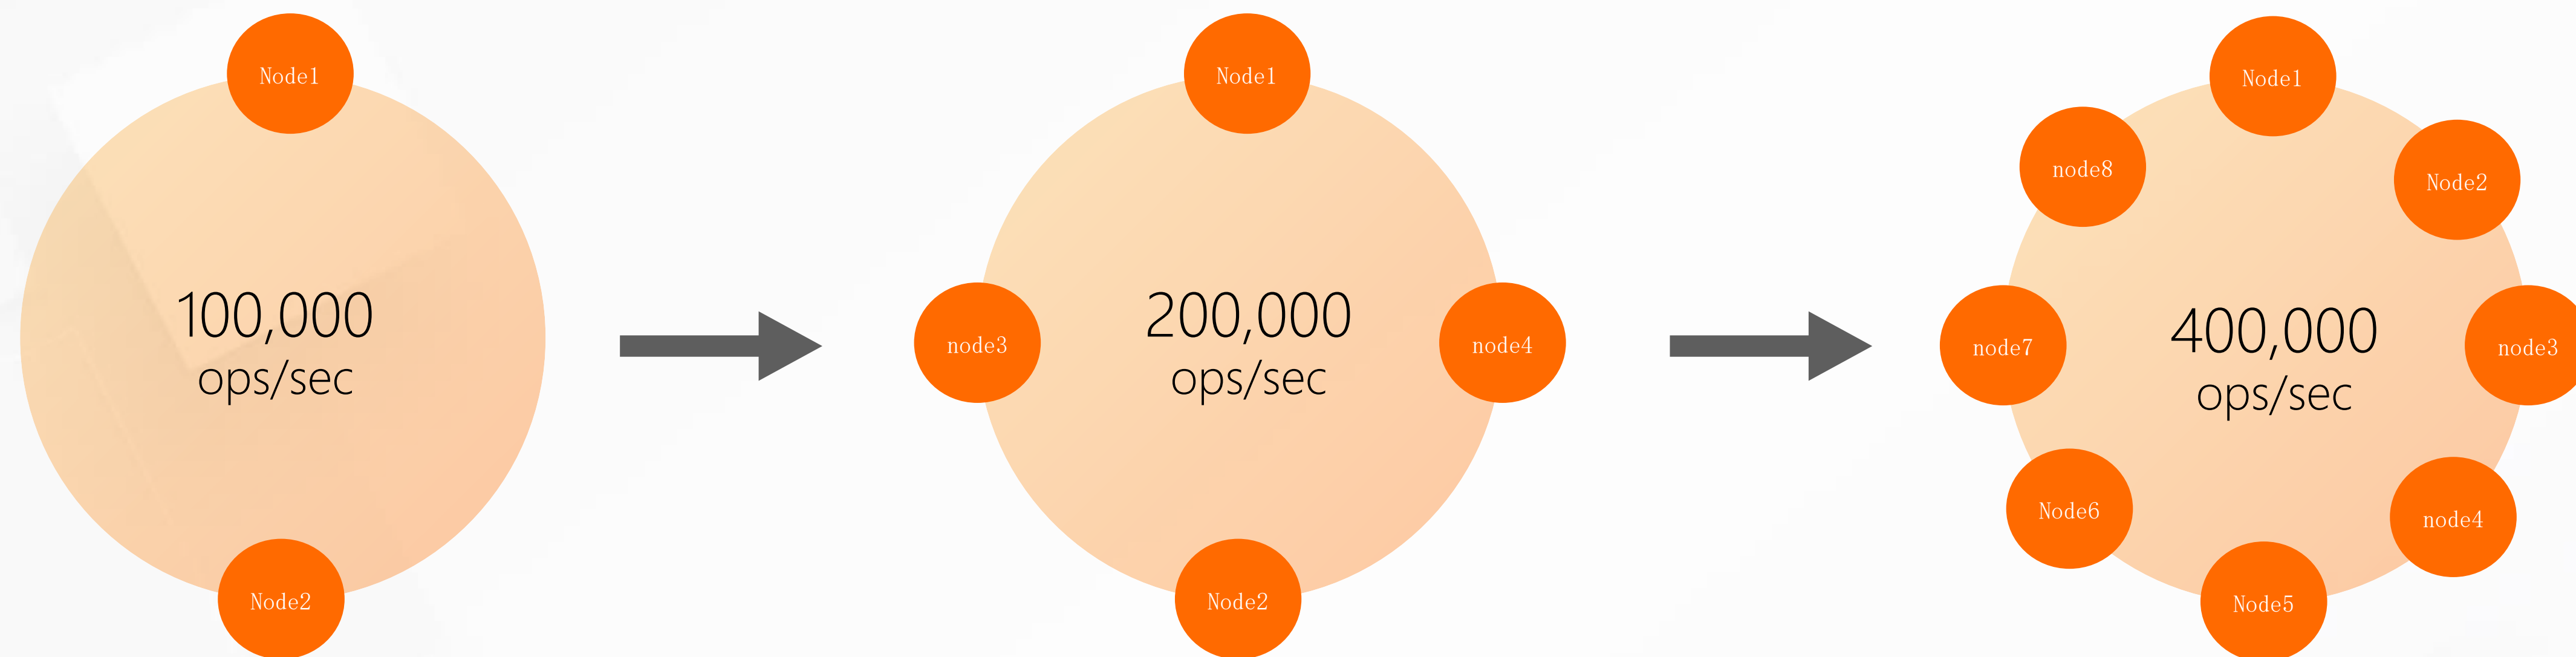 Node1
100,000
ops/sec
Node2
Node1
node3
200,000
ops/sec
node4
Node2
Node1
node8
Node2
node7
400,000
ops/sec
node3
Node6
node4
Node5